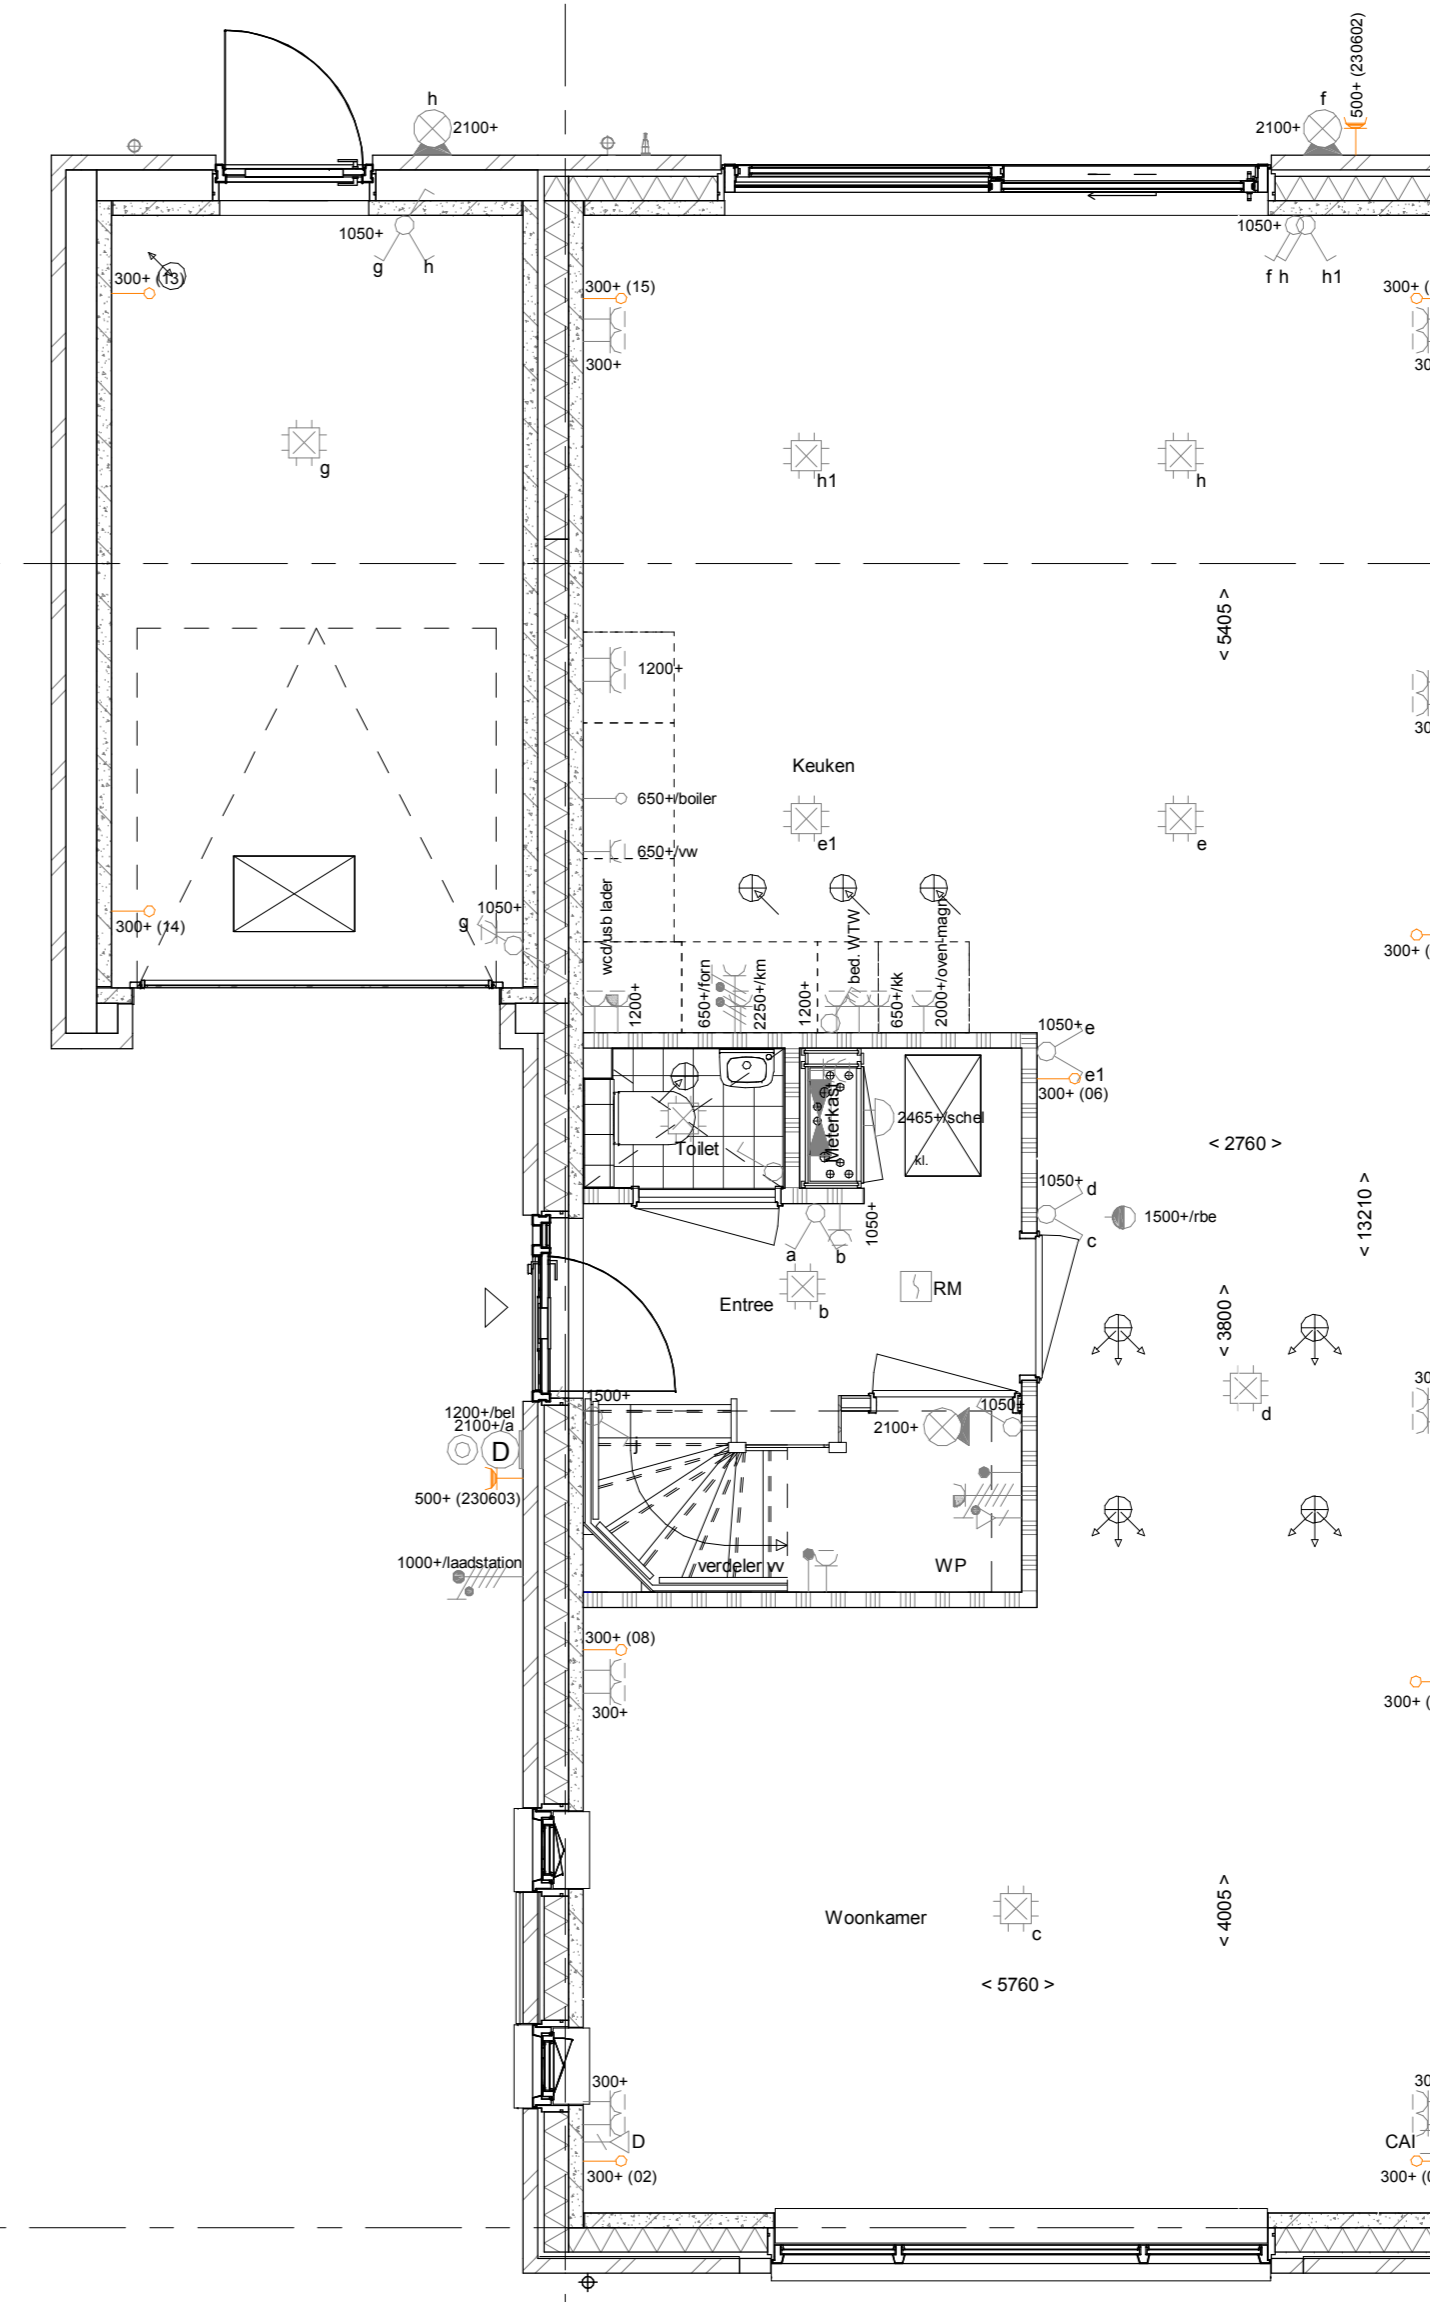 500+ (230602)
h
2100+
f
2100+
1050+
g
h
1050+
f h
h1
300+ (13)
300+ (15)
300+
g
h1
h
< 5405 >
1200+
Keuken
650+/boiler
e1
e
650+/vw
wcd/usb lader
1200+
650+/forn
2250+/km
1200+
bed. WTW
650+/kk
2000+/oven-magn
300+ (14)
g
1050+
1050+
e
e1
300+ (06)
Toilet
Meterkast
2465+/schel
kl.
< 2760 >
1050+
d
c
1500+/rbe
< 13210 >
a
b
1050+
Entree
b
RM
< 3800 >
d
1500+
j
1200+/bel
2100+/a
D
500+ (230603)
2100+
1050+
1000+/laadstation
verdeler vv
WP
300+ (08)
300+
300+ (
Woonkamer
c
< 4005 >
< 5760 >
300+
D
300+ (02)
CAI